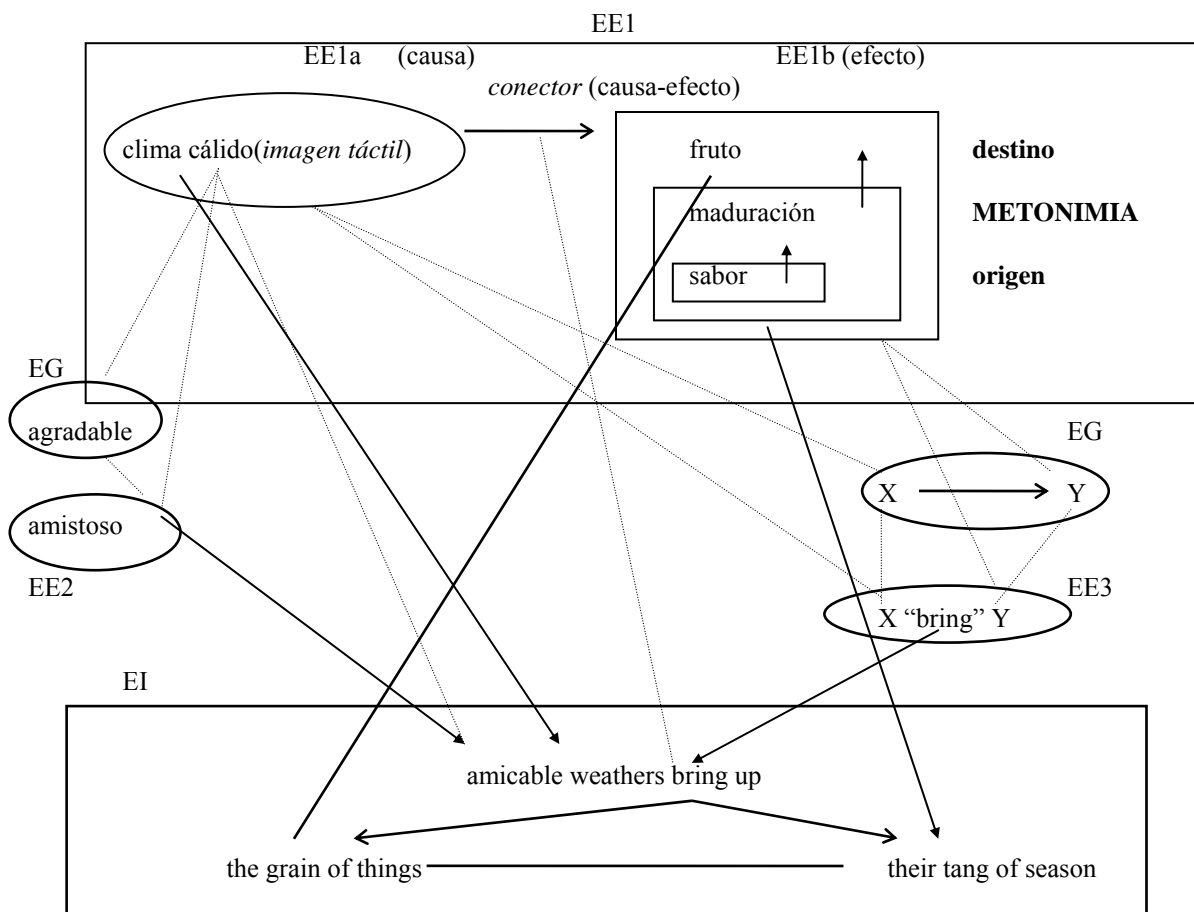 EE1
EE1a (causa) EE1b (efecto)
conector (causa-efecto)
clima cálido(imagen táctil) fruto destino
maduración METONIMIA
sabor origen
EG
agradable EG
X Y
amistoso
EE2 EE3
X “bring” Y
EI
amicable weathers bring up
the grain of things their tang of season